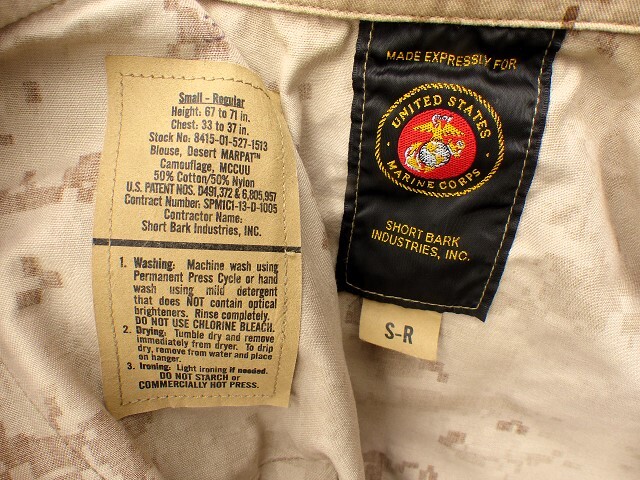 Small - Regular
Height: 67 to 71 in.
Chest: 33 to 37 in.
Stock No: 8415-01-527-1513
Blouse, Desert MARPAT™
Camouflage, MCCUU
50% Cotton/50% Nylon
U.S. PATENT NOS. D491,372 & 6,805,957
Contract Number: SPM1C1-13-D-1005
Contractor Name:
Short Bark Industries, INC.
1. Washing: Machine wash using
Permanent Press Cycle or hand
wash using mild detergent
that does NOT contain optical
brighteners. Rinse completely.
DO NOT USE CHLORINE BLEACH.
2. Drying: Tumble dry and remove
immediately from dryer. To drip
dry, remove from water and place
on hanger.
3. Ironing: Light ironing if needed.
DO NOT STARCH or
COMMERCIALLY HOT PRESS.
MADE EXPRESSLY FOR
UNITED STATES
MARINE CORPS
SHORT BARK
INDUSTRIES, INC.
S-R